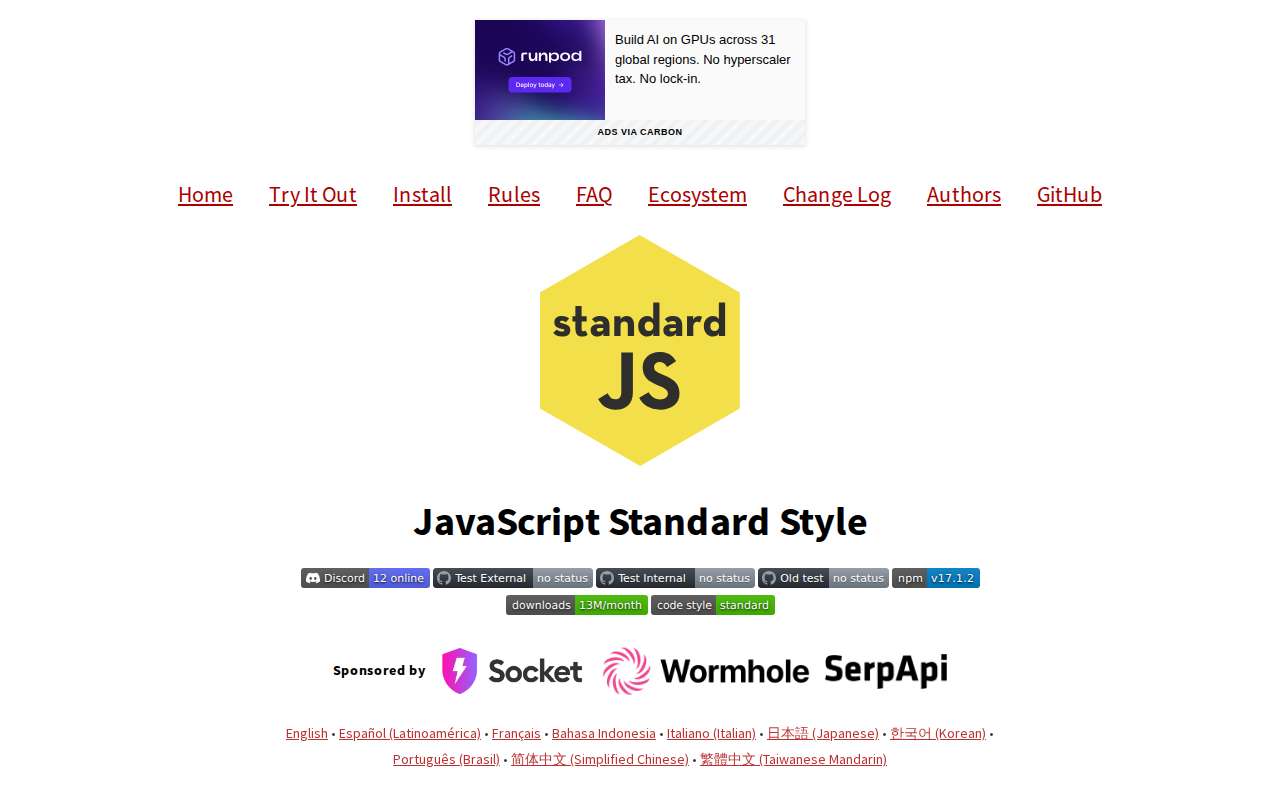 runpod
Deploy today →
Build AI on GPUs across 31
global regions. No hyperscaler
tax. No lock-in.
ADS VIA CARBON
Home Try It Out Install Rules FAQ Ecosystem Change Log Authors GitHub
standard
JS
JavaScript Standard Style
Discord 12 online Test External no status Test Internal no status Old test no status npm v17.1.2
downloads 13M/month code style standard
Sponsored by Socket Wormhole SerpApi
English • Español (Latinoamérica) • Français • Bahasa Indonesia • Italiano (Italian) • 日本語 (Japanese) • 한국어 (Korean) •
Português (Brasil) • 简体中文 (Simplified Chinese) • 繁體中文 (Taiwanese Mandarin)